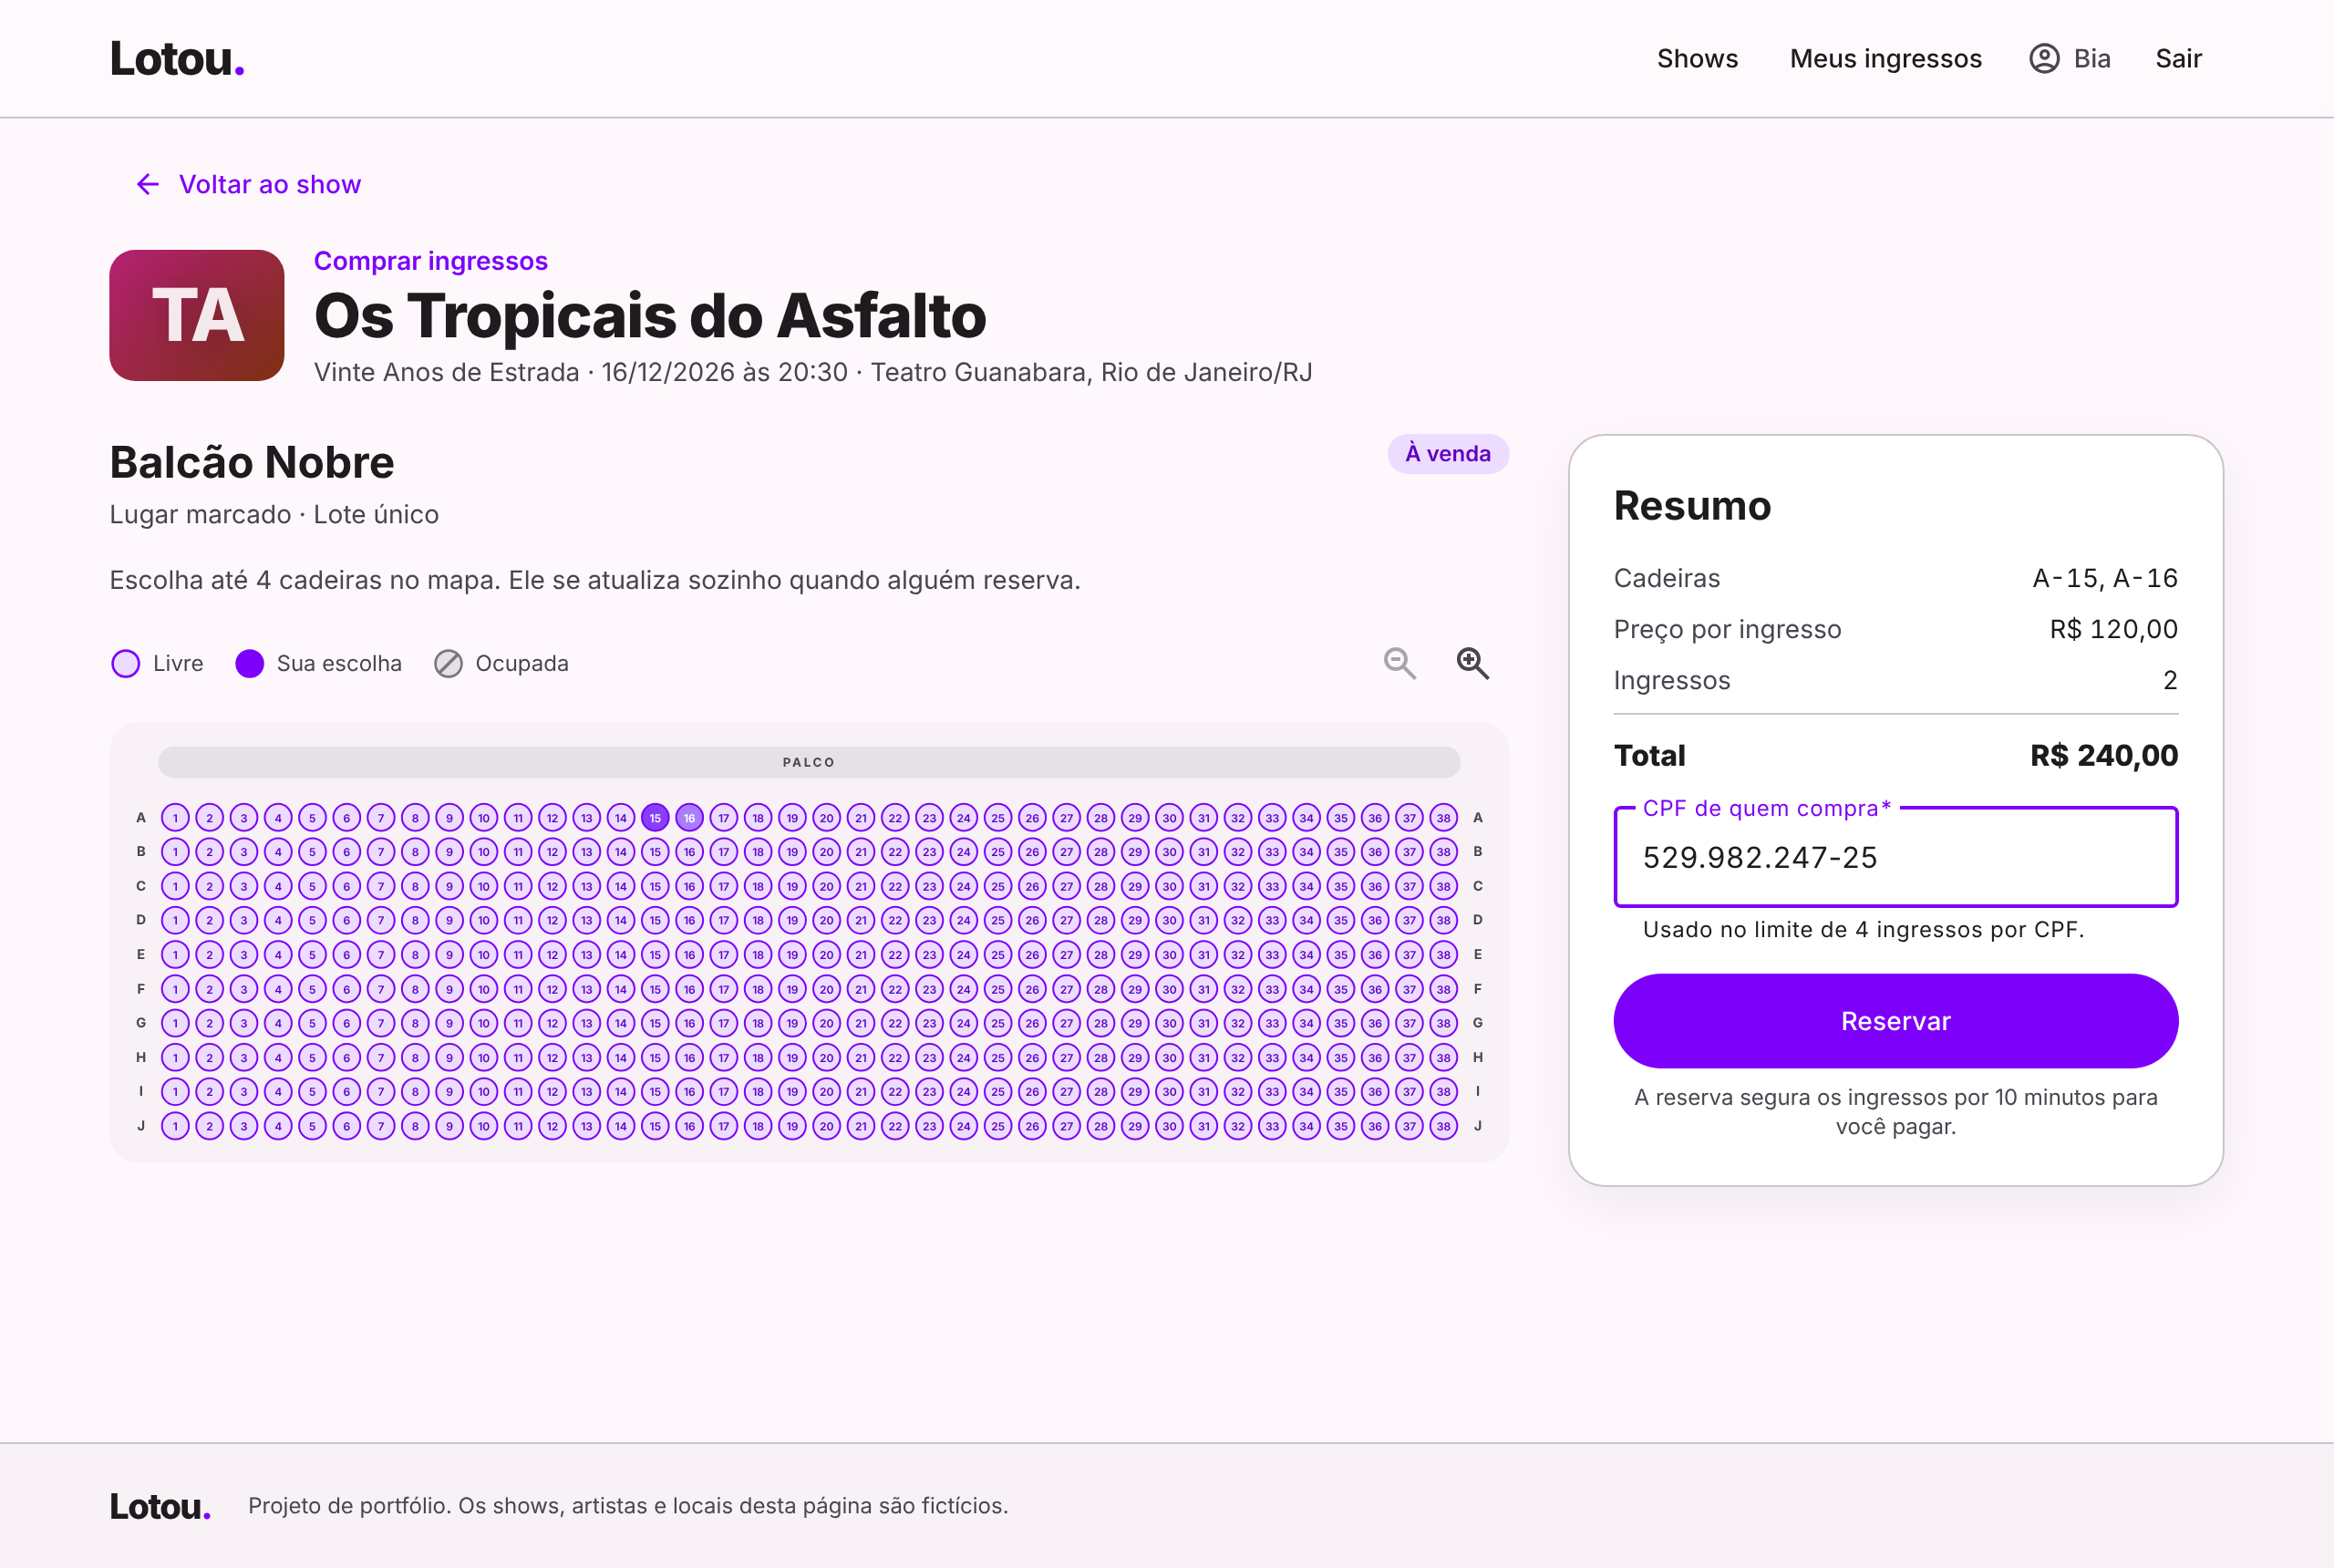 Lotou.
Shows Meus ingressos Bia Sair
Voltar ao show
TA
Comprar ingressos
Os Tropicais do Asfalto
Vinte Anos de Estrada · 16/12/2026 às 20:30 · Teatro Guanabara, Rio de Janeiro/RJ
Balcão Nobre
À venda
Lugar marcado · Lote único
Escolha até 4 cadeiras no mapa. Ele se atualiza sozinho quando alguém reserva.
Livre Sua escolha Ocupada
PALCO
A 1 2 3 4 5 6 7 8 9 10 11 12 13 14 15 16 17 18 19 20 21 22 23 24 25 26 27 28 29 30 31 32 33 34 35 36 37 38 A
B 1 2 3 4 5 6 7 8 9 10 11 12 13 14 15 16 17 18 19 20 21 22 23 24 25 26 27 28 29 30 31 32 33 34 35 36 37 38 B
C 1 2 3 4 5 6 7 8 9 10 11 12 13 14 15 16 17 18 19 20 21 22 23 24 25 26 27 28 29 30 31 32 33 34 35 36 37 38 C
D 1 2 3 4 5 6 7 8 9 10 11 12 13 14 15 16 17 18 19 20 21 22 23 24 25 26 27 28 29 30 31 32 33 34 35 36 37 38 D
E 1 2 3 4 5 6 7 8 9 10 11 12 13 14 15 16 17 18 19 20 21 22 23 24 25 26 27 28 29 30 31 32 33 34 35 36 37 38 E
F 1 2 3 4 5 6 7 8 9 10 11 12 13 14 15 16 17 18 19 20 21 22 23 24 25 26 27 28 29 30 31 32 33 34 35 36 37 38 F
G 1 2 3 4 5 6 7 8 9 10 11 12 13 14 15 16 17 18 19 20 21 22 23 24 25 26 27 28 29 30 31 32 33 34 35 36 37 38 G
H 1 2 3 4 5 6 7 8 9 10 11 12 13 14 15 16 17 18 19 20 21 22 23 24 25 26 27 28 29 30 31 32 33 34 35 36 37 38 H
I 1 2 3 4 5 6 7 8 9 10 11 12 13 14 15 16 17 18 19 20 21 22 23 24 25 26 27 28 29 30 31 32 33 34 35 36 37 38 I
J 1 2 3 4 5 6 7 8 9 10 11 12 13 14 15 16 17 18 19 20 21 22 23 24 25 26 27 28 29 30 31 32 33 34 35 36 37 38 J
Resumo
Cadeiras A-15, A-16
Preço por ingresso R$ 120,00
Ingressos 2
Total R$ 240,00
CPF de quem compra*
529.982.247-25
Usado no limite de 4 ingressos por CPF.
Reservar
A reserva segura os ingressos por 10 minutos para
você pagar.
Lotou.
Projeto de portfólio. Os shows, artistas e locais desta página são fictícios.